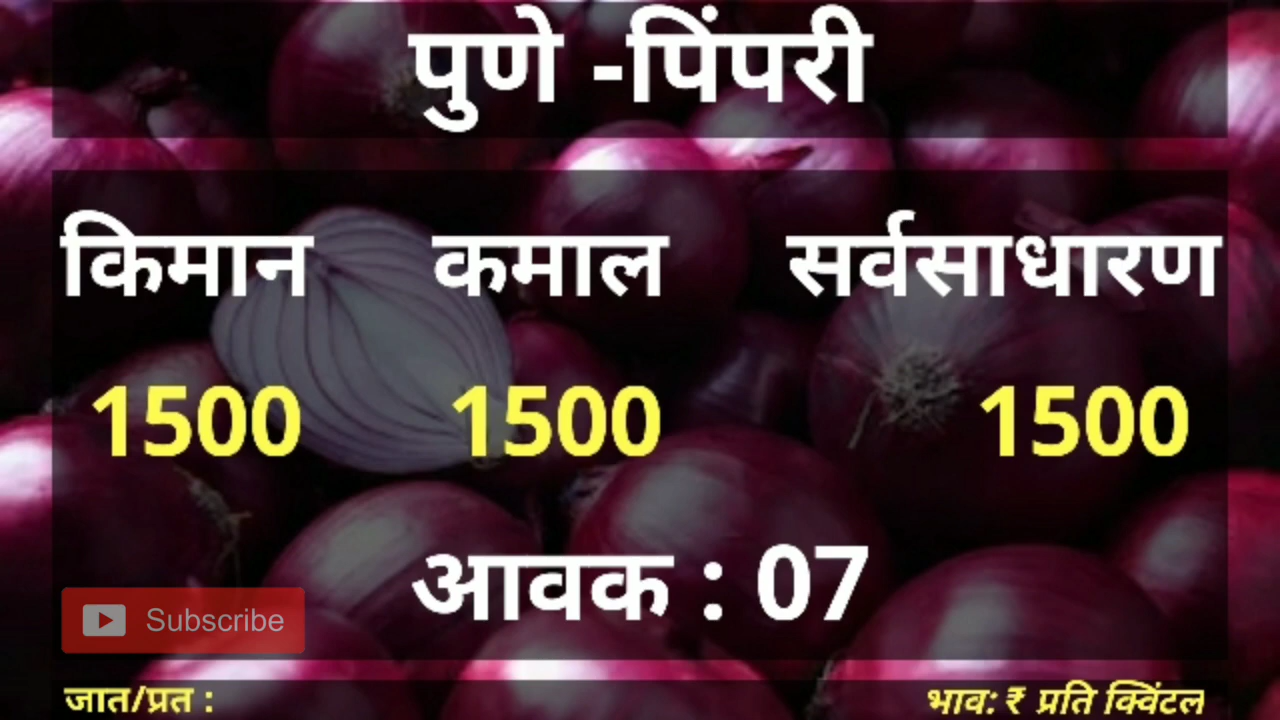 पुणे -पिंपरी
किमान कमाल सर्वसाधारण
1500 1500 1500
आवक : 07
Subscribe
जात/प्रत :
भाव: ₹ प्रति क्विंटल